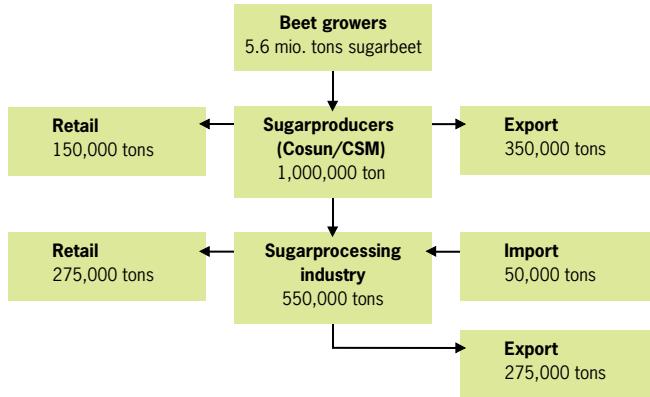 Beet growers
5.6 mio. tons sugarbeet
Retail
150,000 tons
Sugarproducers
(Cosun/CSM)
1,000,000 ton
Export
350,000 tons
Retail
275,000 tons
Sugarprocessing
industry
550,000 tons
Import
50,000 tons
Export
275,000 tons